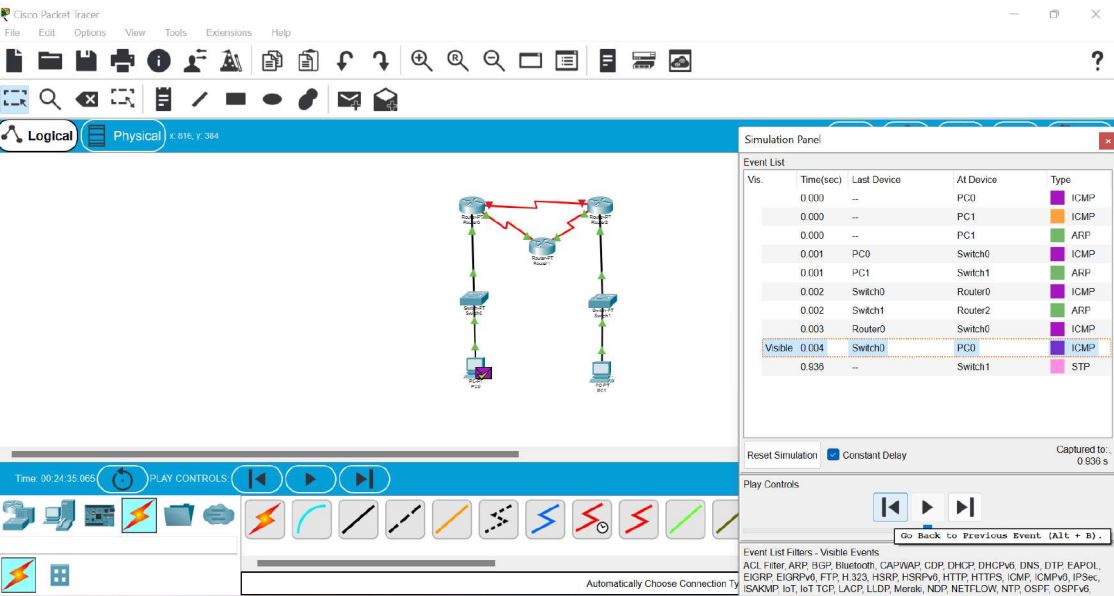 Cisco Packet Tracer
File Edit Options View Tools Extensions Help
Logical Physical x: 816, y: 384
Simulation Panel
Event List
Vis. Time(sec) Last Device At Device Type
0.000 -- PC0 ICMP
0.000 -- PC1 ICMP
0.000 -- PC1 ARP
0.001 PC0 Switch0 ICMP
0.001 PC1 Switch1 ARP
0.002 Switch0 Router0 ICMP
0.002 Switch1 Router2 ARP
0.003 Router0 Switch0 ICMP
Visible 0.004 Switch0 PC0 ICMP
0.936 -- Switch1 STP
Router-PT
Router0
Router-PT
Router2
Router-PT
Router1
Switch-PT
Switch0
Switch-PT
Switch1
PC-PT
PC0
PC-PT
PC1
Reset Simulation Constant Delay Captured to:
0.936 s
Time: 00:24:35.065 PLAY CONTROLS:
Play Controls
Go Back to Previous Event (Alt + B).
Event List Filters - Visible Events
ACL Filter, ARP, BGP, Bluetooth, CAPWAP, CDP, DHCP, DHCPv6, DNS, DTP, EAPOL,
EIGRP, EIGRPv6, FTP, H.323, HSRP, HSRPv6, HTTP, HTTPS, ICMP, ICMPv6, IPSec,
ISAKMP, IoT, IoT TCP, LACP, LLDP, Meraki, NDP, NETFLOW, NTP, OSPF, OSPFv6,
Automatically Choose Connection Ty